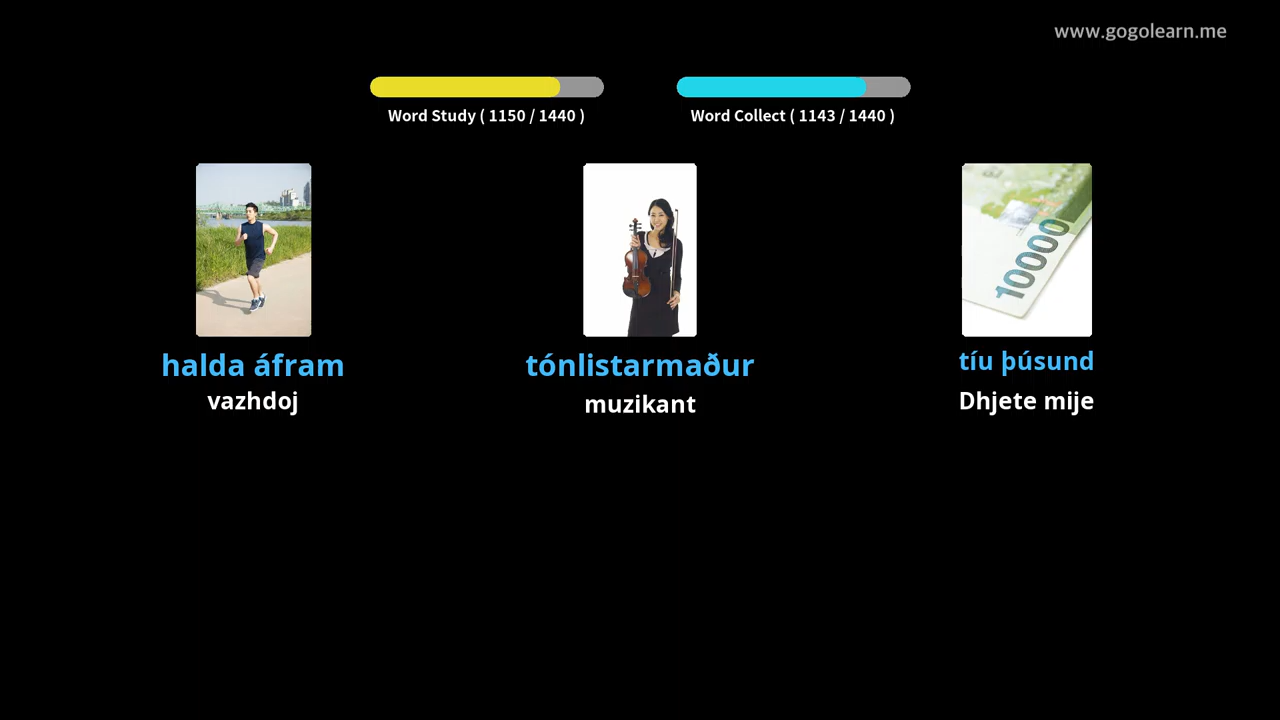 www.gogolearn.me
Word Study ( 1150 / 1440 )
Word Collect ( 1143 / 1440 )
10000
halda áfram
vazhdoj
tónlistarmaður
muzikant
tíu þúsund
Dhjete mije